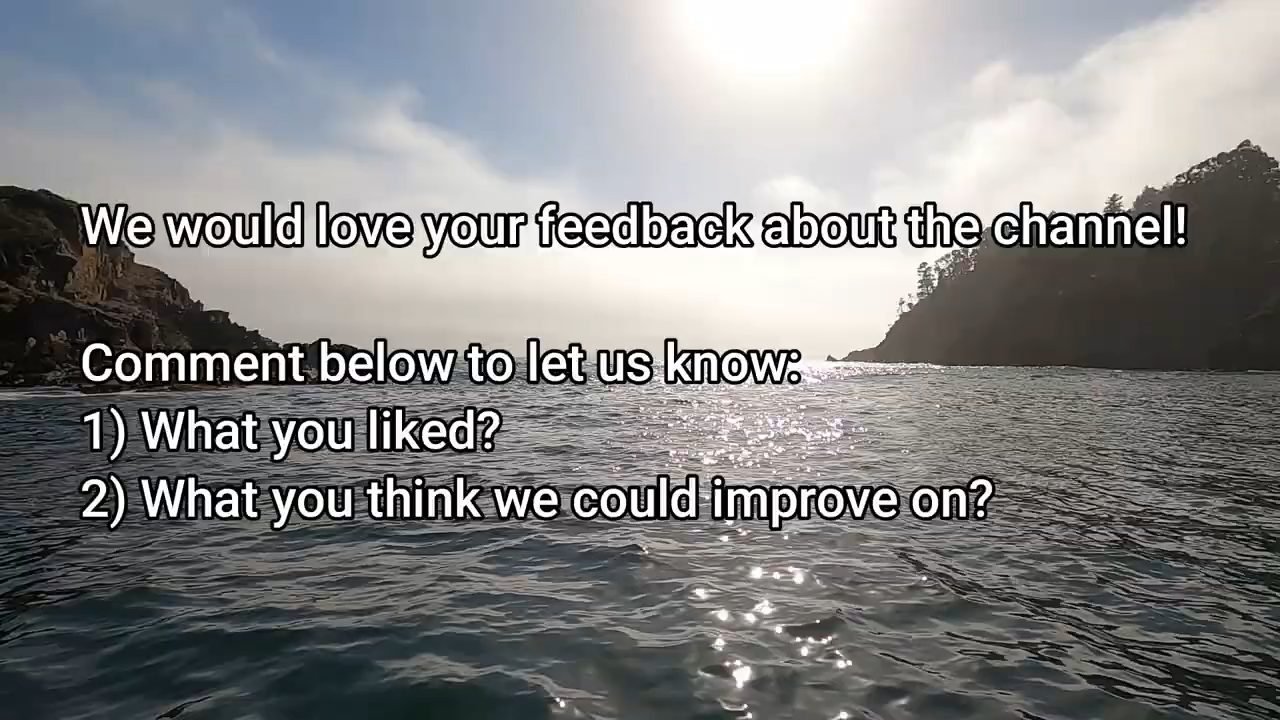 We would love your feedback about the channel!
Comment below to let us know:
1) What you liked?
2) What you think we could improve on?